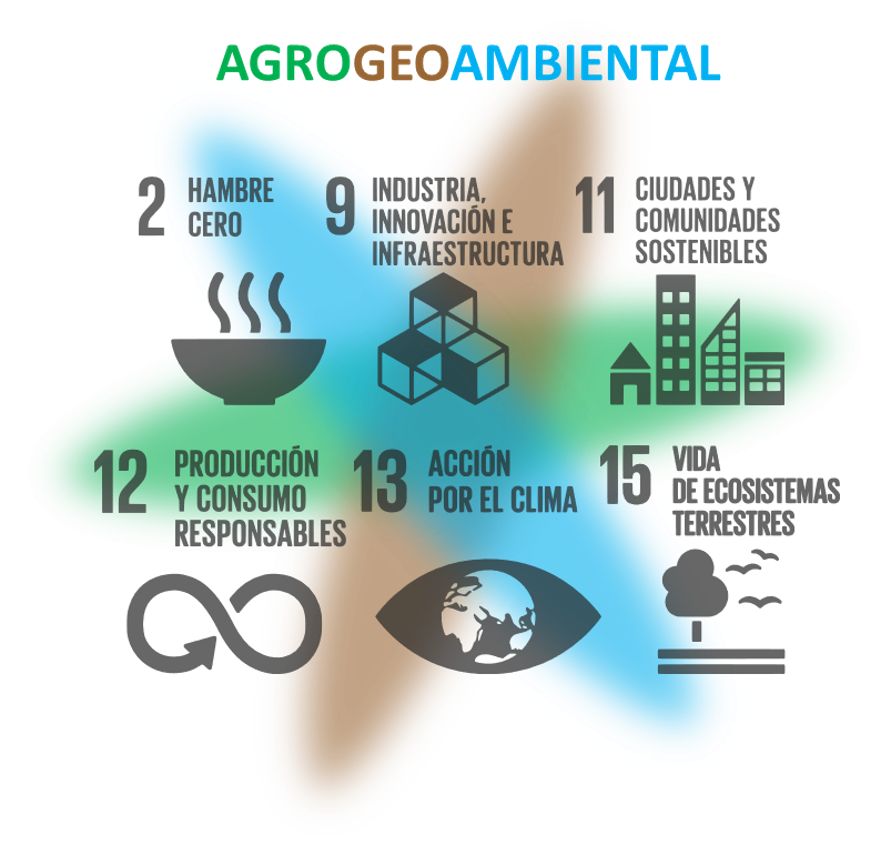 AGROGEOAMBIENTAL
2 HAMBRE
CERO
9 INDUSTRIA,
INNOVACIÓN E
INFRAESTRUCTURA
11 CIUDADES Y
COMUNIDADES
SOSTENIBLES
12 PRODUCCIÓN
Y CONSUMO
RESPONSABLES
13 ACCIÓN
POR EL CLIMA
15 VIDA
DE ECOSISTEMAS
TERRESTRES